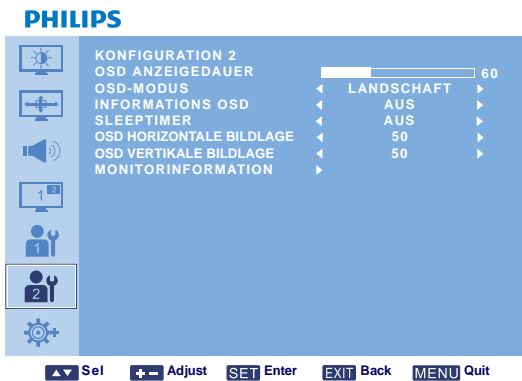 PHILIPS
KONFIGURATION 2
OSD ANZEIGEDAUER 60
OSD-MODUS LANDSCHAFT
INFORMATIONS OSD AUS
SLEEPTIMER AUS
OSD HORIZONTALE BILDLAGE 50
OSD VERTIKALE BILDLAGE 50
MONITORINFORMATION
1 2
1
2
Sel Adjust SET Enter EXIT Back MENU Quit